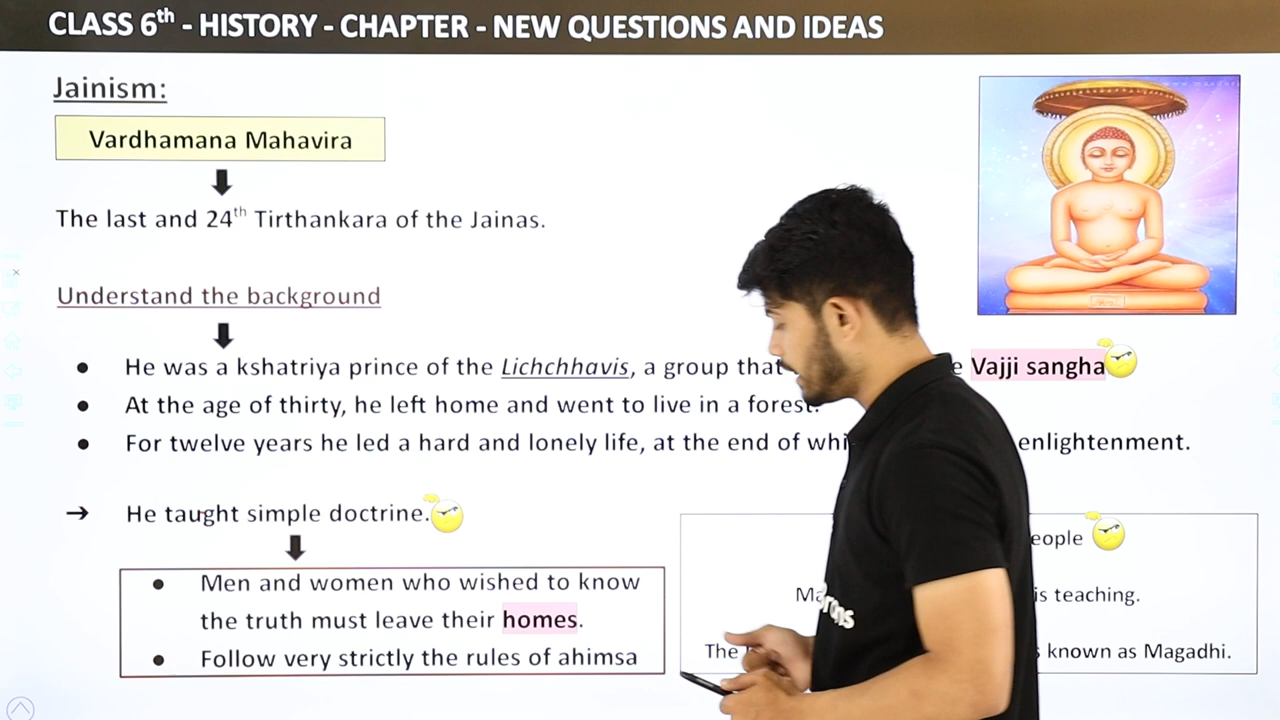 CLASS 6th - HISTORY - CHAPTER - NEW QUESTIONS AND IDEAS
Jainism:
Vardhamana Mahavira
The last and 24th Tirthankara of the Jainas.
Understand the background
● He was a kshatriya prince of the Lichchhavis, a group that Vajji sangha
● At the age of thirty, he left home and went to live in a forest.
● For twelve years he led a hard and lonely life, at the end of enlightenment.
→ He taught simple doctrine.
● Men and women who wished to know
the truth must leave their homes.
● Follow very strictly the rules of ahimsa
teaching.
The known as Magadhi.